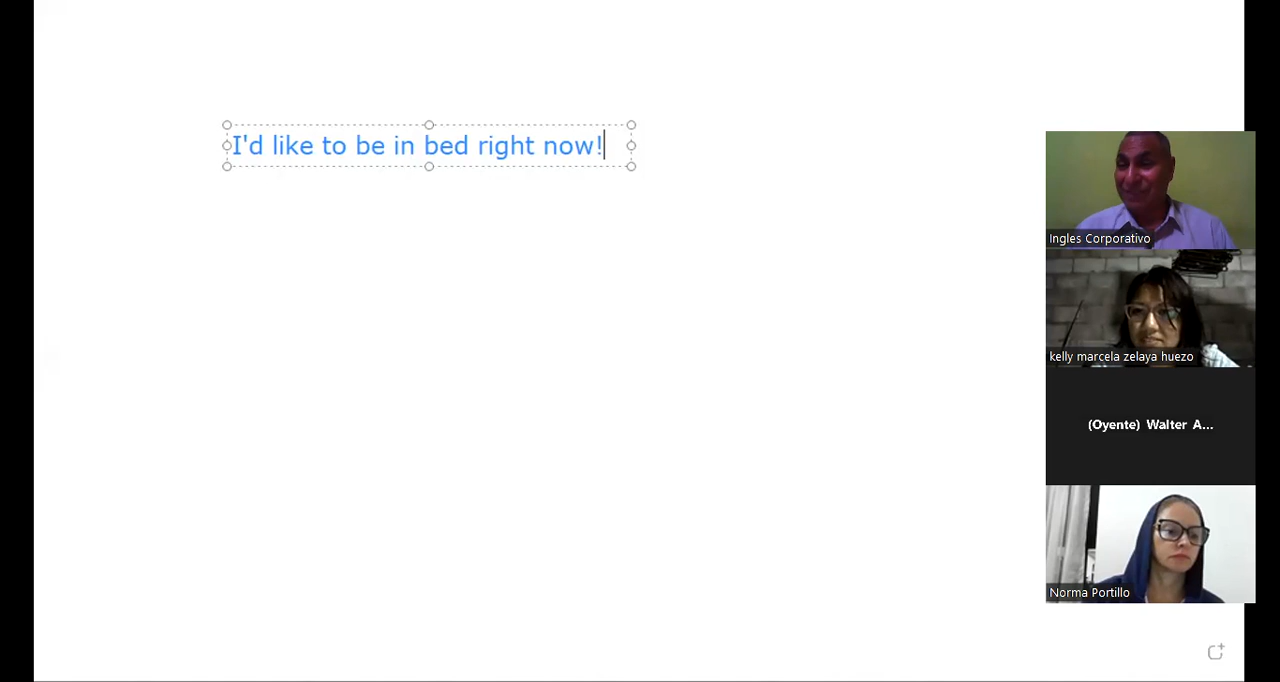 I'd like to be in bed right now!
Ingles Corporativo
kelly marcela zelaya huezo
(Oyente) Walter A...
Norma Portillo